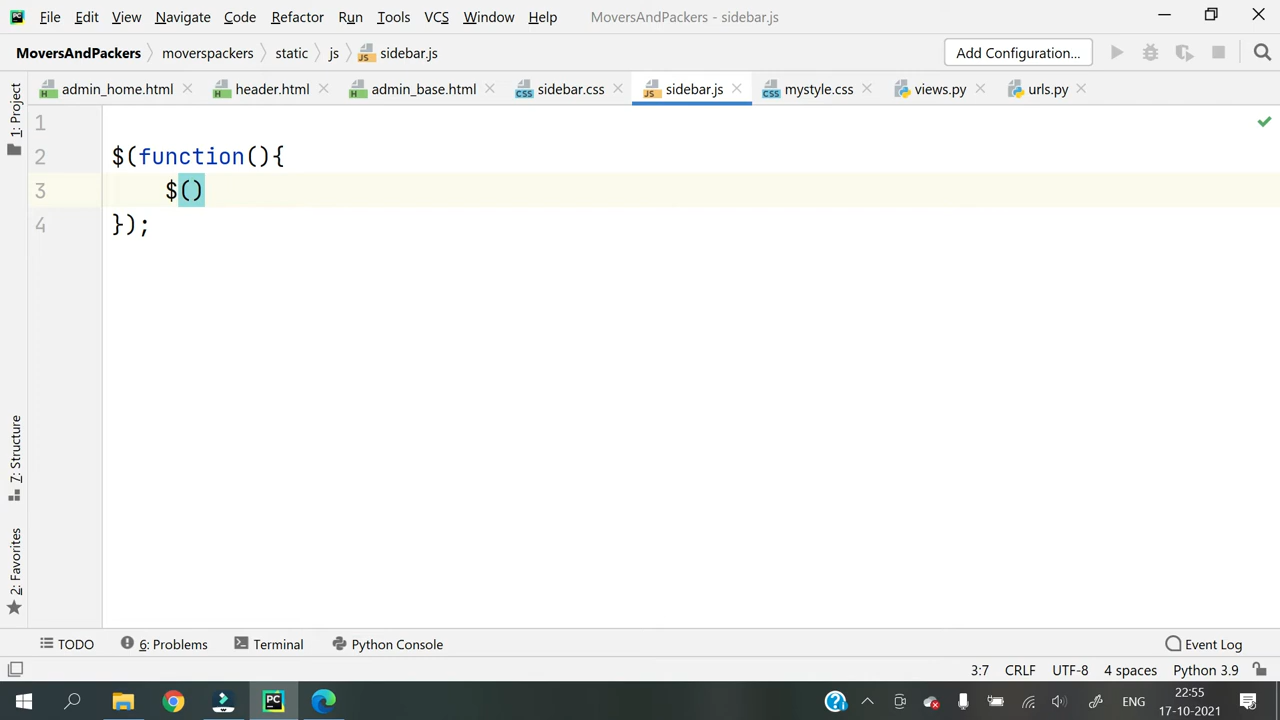 File Edit View Navigate Code Refactor Run Tools VCS Window Help MoversAndPackers - sidebar.js
MoversAndPackers moverspackers static js sidebar.js Add Configuration...
admin_home.html header.html admin_base.html sidebar.css sidebar.js mystyle.css views.py urls.py
1: Project
1
2 $(function(){
3 $()
4 });
7: Structure
2: Favorites
TODO 6: Problems Terminal Python Console Event Log
3:7 CRLF UTF-8 4 spaces Python 3.9
ENG 22:55
17-10-2021